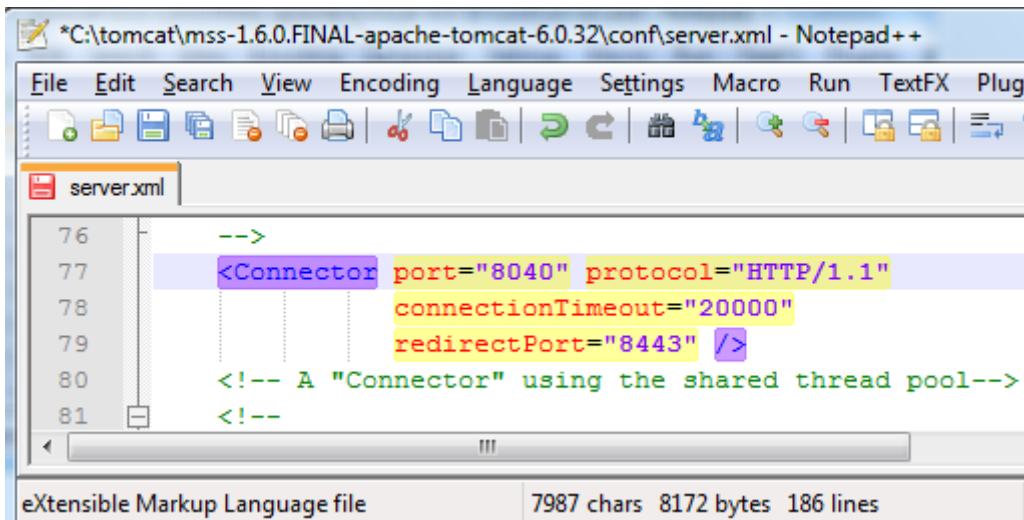 *C:\tomcat\mss-1.6.0.FINAL-apache-tomcat-6.0.32\conf\server.xml - Notepad++
File Edit Search View Encoding Language Settings Macro Run TextFX Plug
server.xml
76 -->
77 <Connector port="8040" protocol="HTTP/1.1"
78 connectionTimeout="20000"
79 redirectPort="8443" />
80 <!-- A "Connector" using the shared thread pool-->
81 <!--
eXtensible Markup Language file 7987 chars 8172 bytes 186 lines